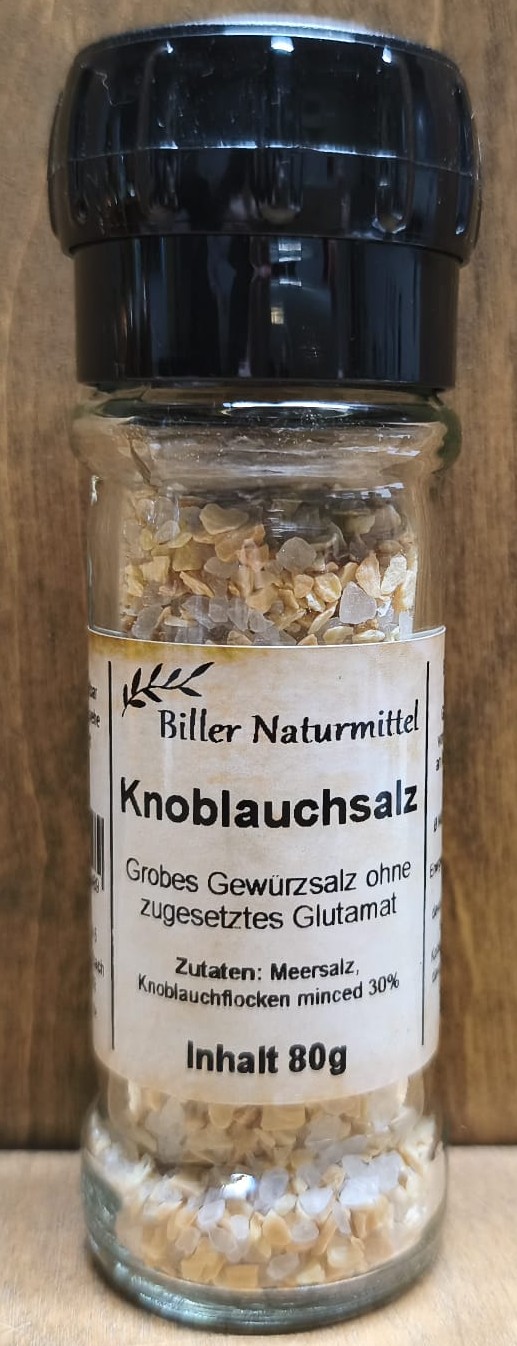 Biller Naturmittel
Knoblauchsalz
Grobes Gewürzsalz ohne
zugesetztes Glutamat
Zutaten: Meersalz,
Knoblauchflocken minced 30%
Inhalt 80g